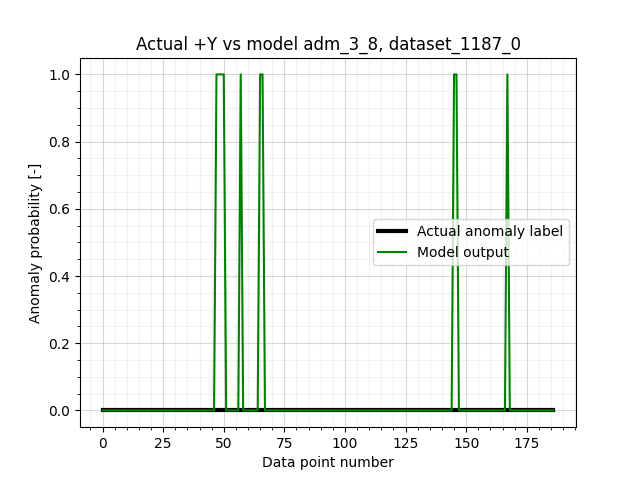 Actual +Y vs model adm_3_8, dataset_1187_0
Anomaly probability [-]
1.0
0.8
0.6
0.4
0.2
0.0
Actual anomaly label
Model output
0 25 50 75 100 125 150 175
Data point number